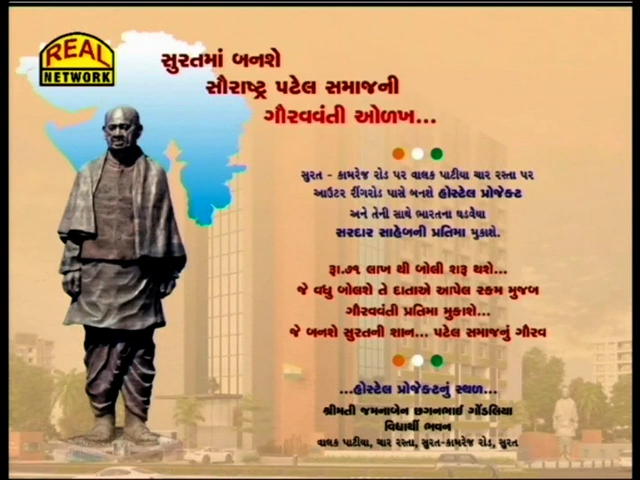 REAL
NETWORK
સુરતમાં બનશે
સૌરાષ્ટ્ર પટેલ સમાજની
ગૌરવવંતી ઓળખ...
સુરત - કામરેજ રોડ પર વાલક પાટીયા ચાર રસ્તા પર
આઉટર રીંગરોડ પાસે બનશે હોસ્ટેલ પ્રોજેક્ટ
અને તેની સાથે ભારતના ઘડવૈયા
સરદાર સાહેબની પ્રતિમા મુકાશે.
રૂા.૭૧ લાખ થી બોલી શરૂ થશે...
જે વધુ બોલશે તે દાતાએ આપેલ રકમ મુજબ
ગૌરવવંતી પ્રતિમા મુકાશે...
જે બનશે સુરતની શાન... પટેલ સમાજનું ગૌરવ
...હોસ્ટેલ પ્રોજેક્ટનું સ્થળ...
શ્રીમતી જમનાબેન છગનભાઈ ગોંડલિયા
વિદ્યાર્થી ભવન
વાલક પાટીયા, ચાર રસ્તા, સુરત-કામરેજ રોડ, સુરત